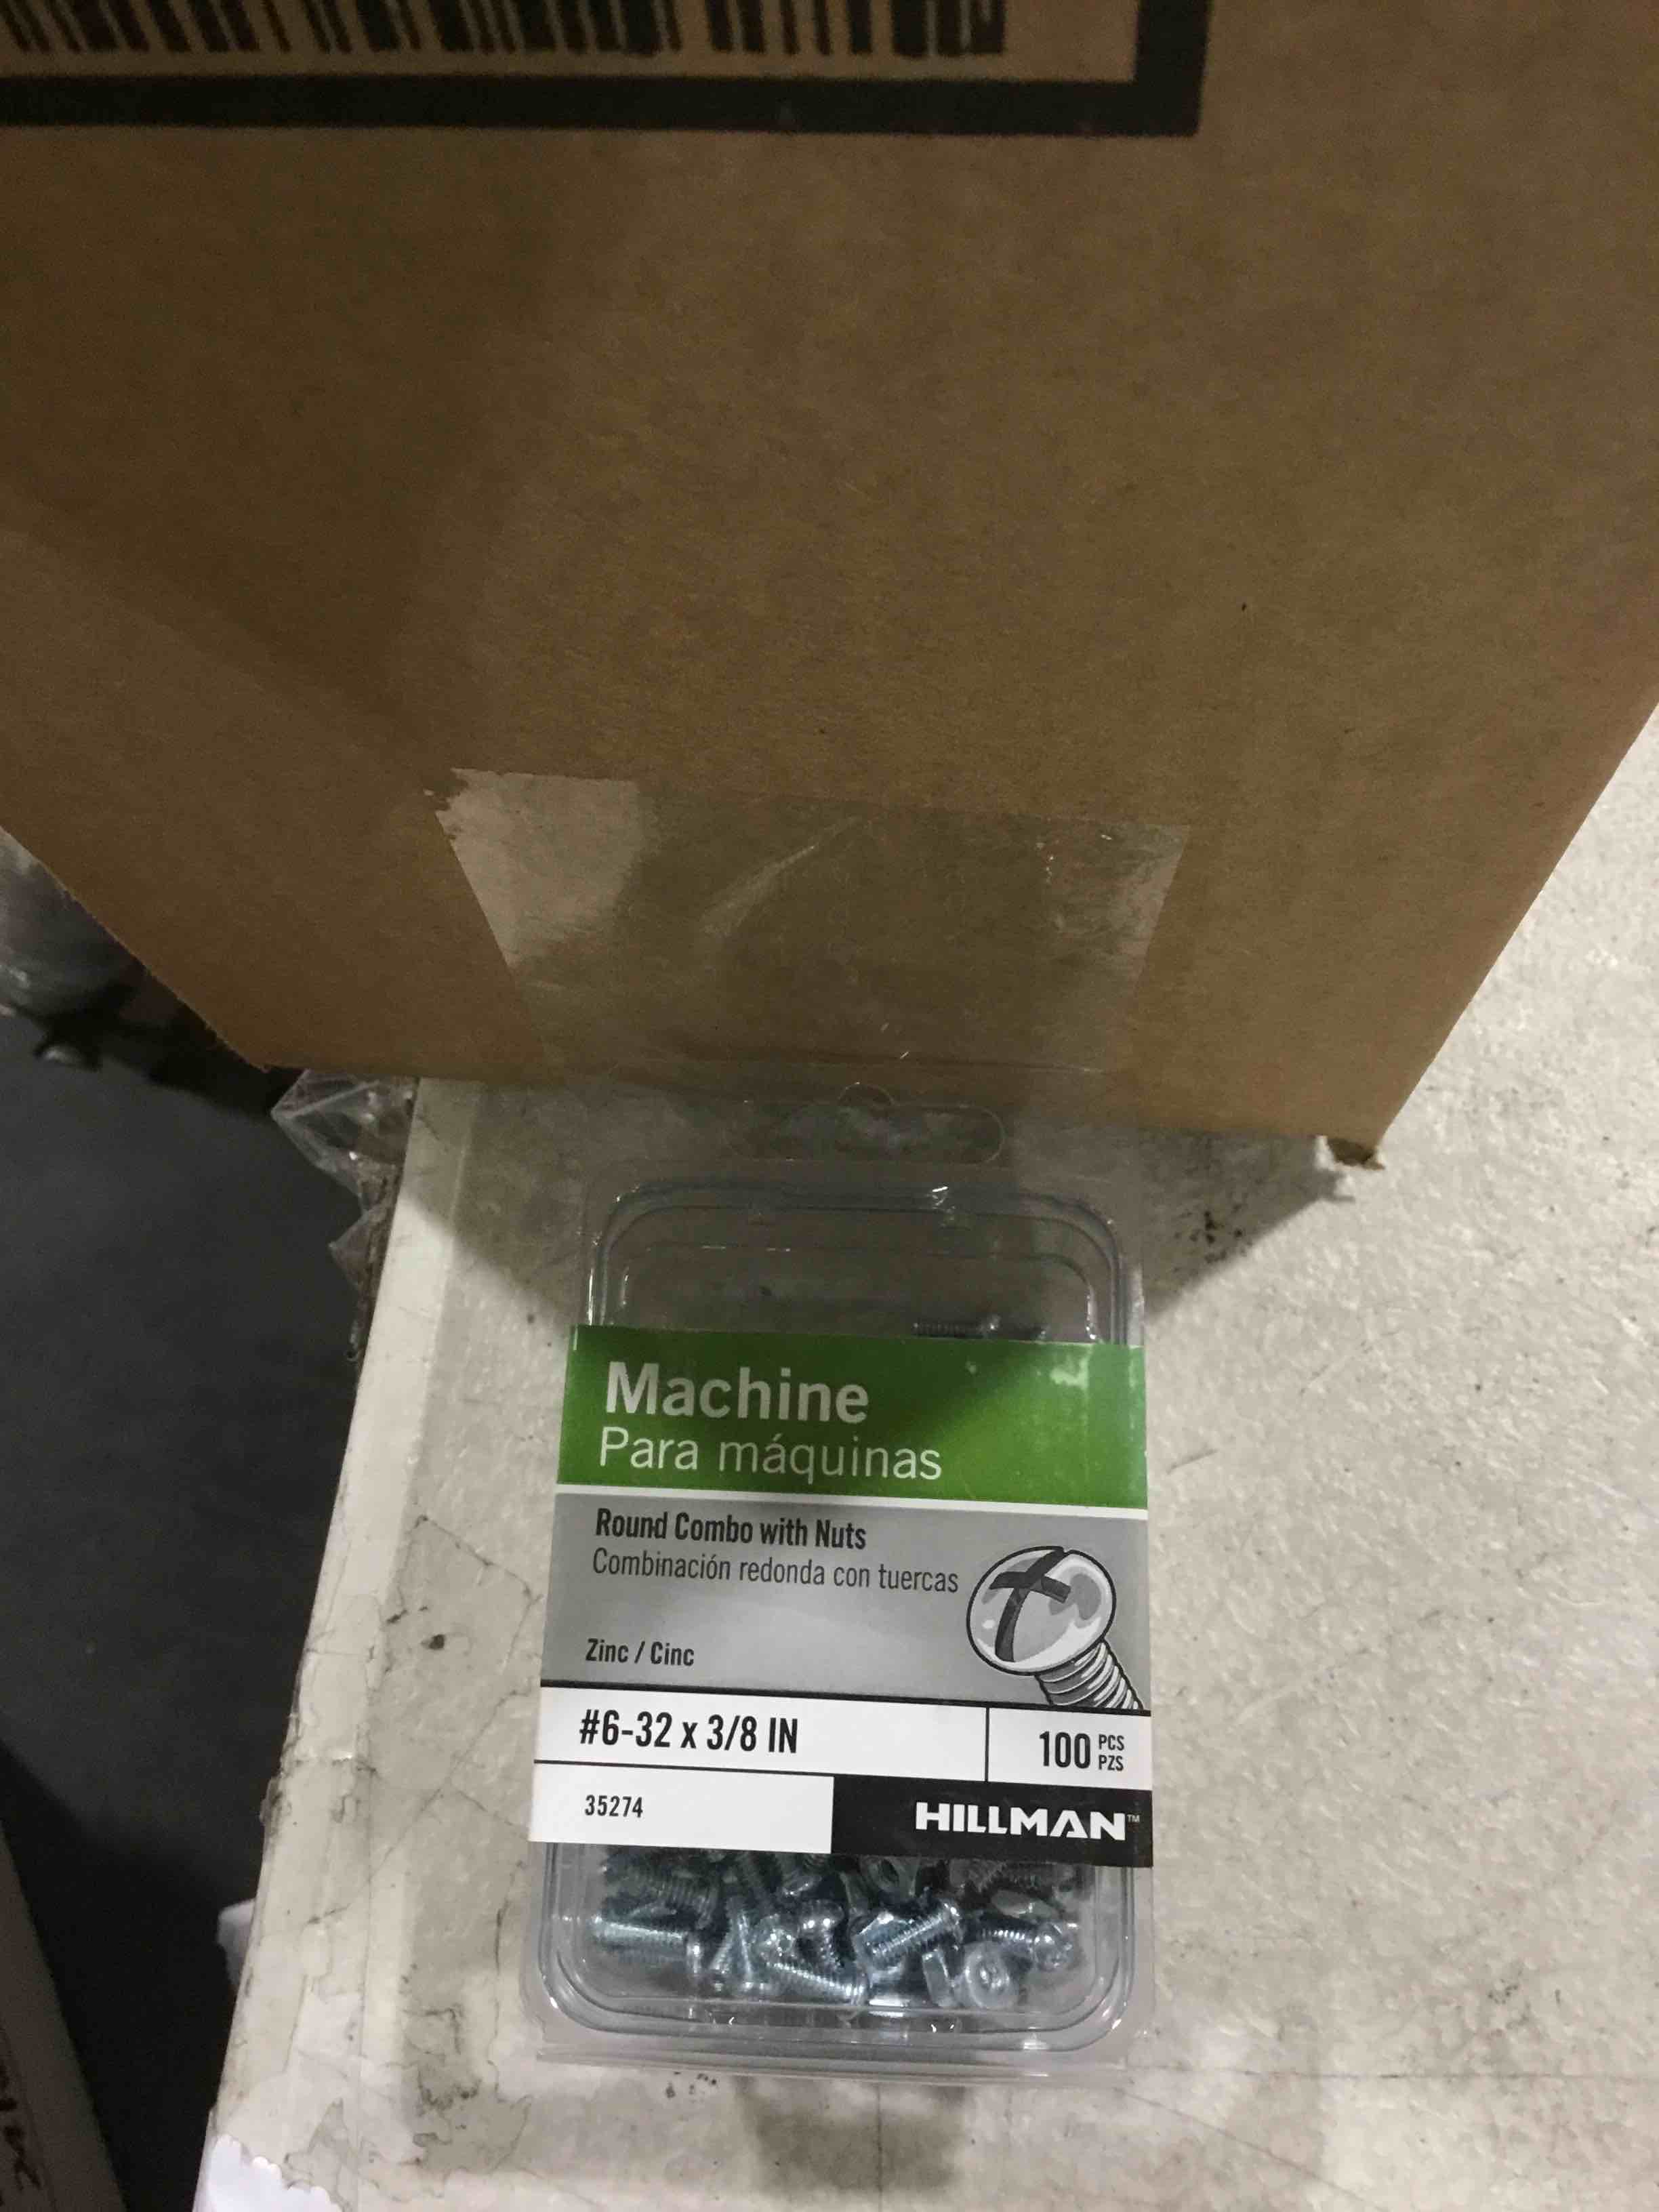 Machine
Para máquinas
Round Combo with Nuts
Combinación redonda con tuercas
Zinc / Cinc
#6-32 x 3/8 IN
100 PCS
PZS
35274
HILLMAN™